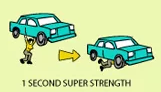 1 SECOND SUPER STRENGTH